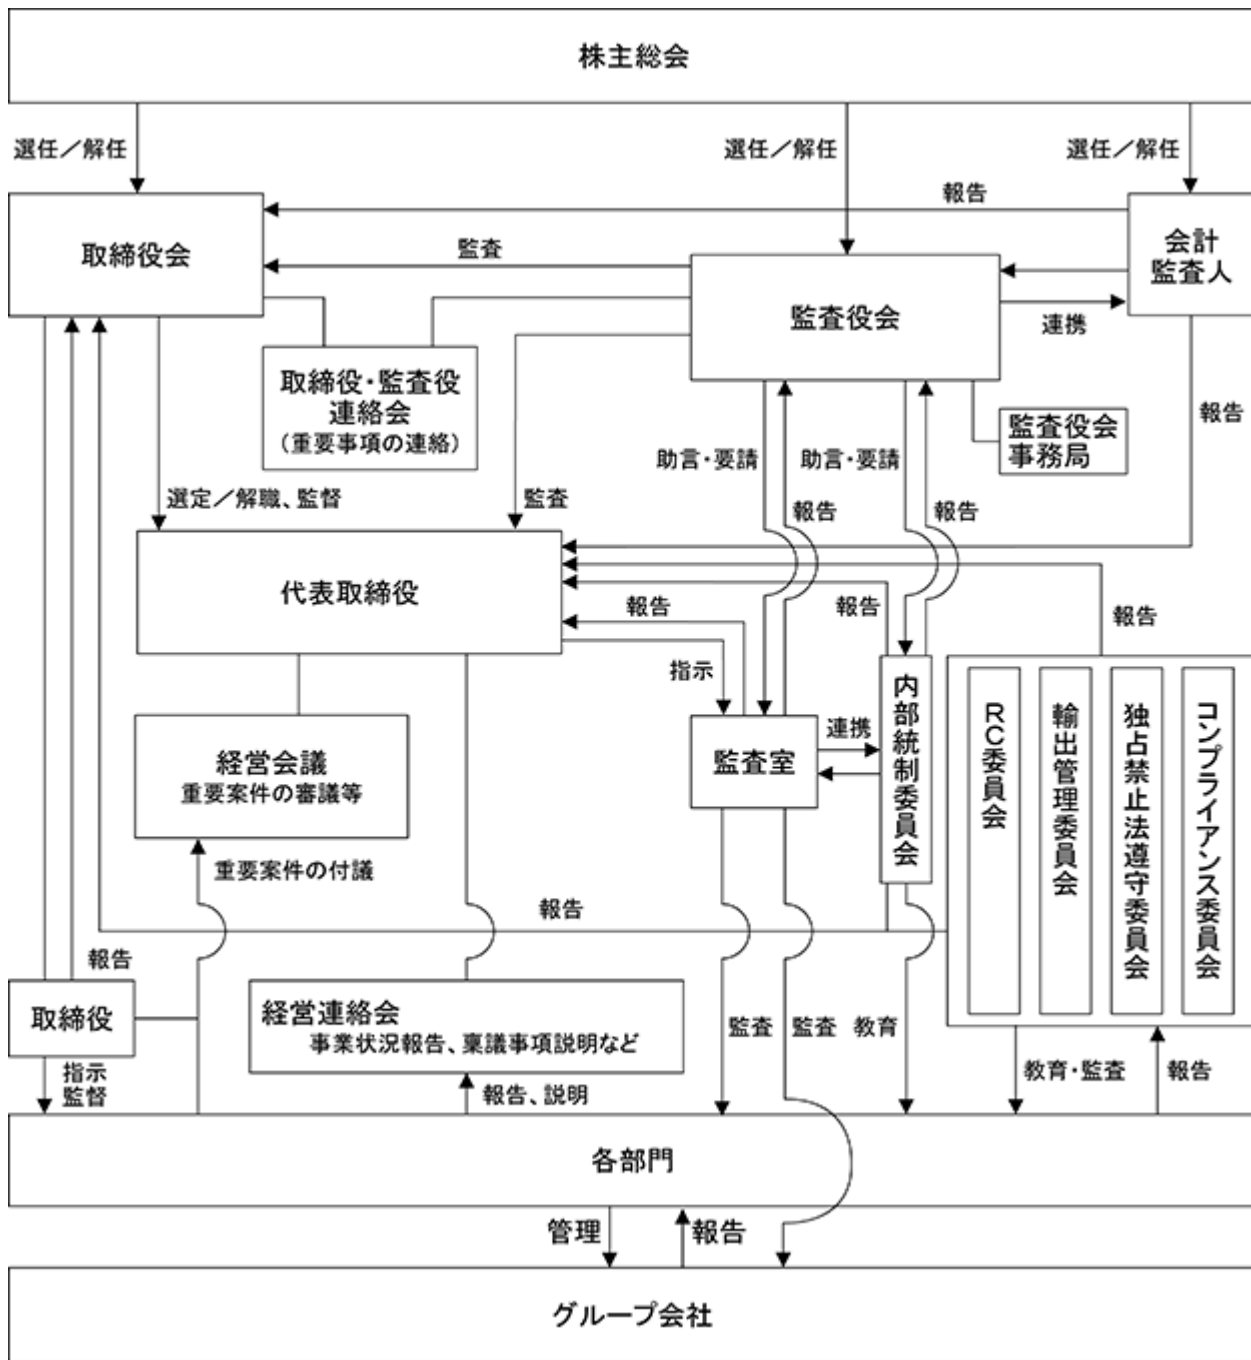 株主総会
選任／解任
選任／解任
選任／解任
報告
取締役会
監査
会計
監査人
監査役会
連携
取締役・監査役
連絡会
（重要事項の連絡）
監査役会
事務局
報告
助言・要請
助言・要請
選定／解職、監督
監査
報告
報告
代表取締役
報告
報告
報告
指示
内部統制委員会
RC委員会
輸出管理委員会
独占禁止法遵守委員会
コンプライアンス委員会
経営会議
重要案件の審議等
監査室
連携
重要案件の付議
報告
報告
取締役
経営連絡会
事業状況報告、稟議事項説明など
監査
監査
教育
指示
監督
報告、説明
教育・監査
報告
各部門
管理
報告
グループ会社